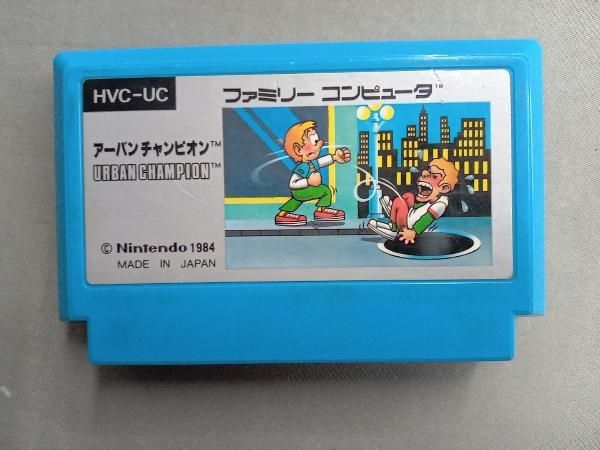 HVC-UC
ファミリー コンピュータ™
アーバンチャンピオン™
URBAN CHAMPION™
© Nintendo 1984
MADE IN JAPAN